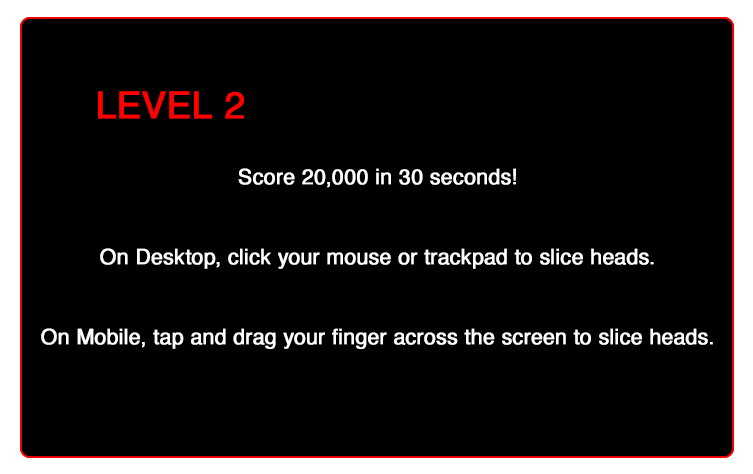 LEVEL 2
Score 20,000 in 30 seconds!
On Desktop, click your mouse or trackpad to slice heads.
On Mobile, tap and drag your finger across the screen to slice heads.